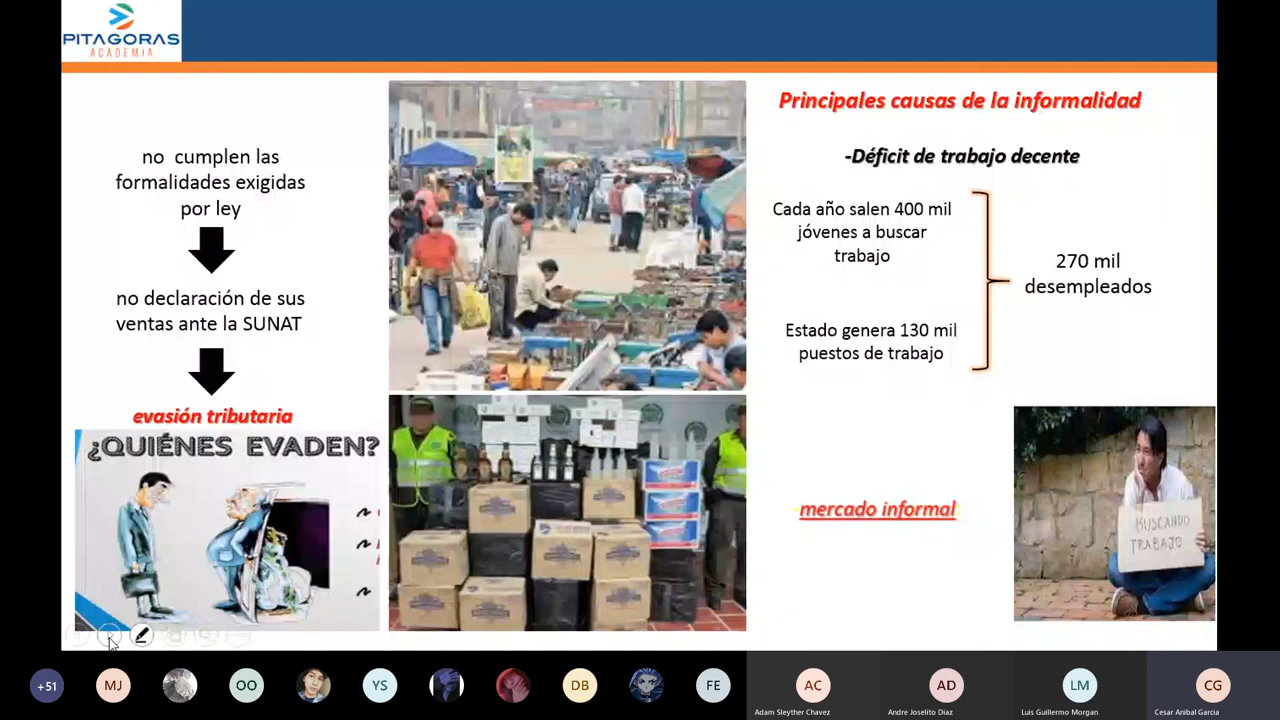 PITAGORAS
ACADEMIA
no cumplen las
formalidades exigidas
por ley
no declaración de sus
ventas ante la SUNAT
evasión tributaria
¿QUIÉNES EVADEN?
Principales causas de la informalidad
-Déficit de trabajo decente
Cada año salen 400 mil
jóvenes a buscar
trabajo
Estado genera 130 mil
puestos de trabajo
270 mil
desempleados
mercado informal
BUSCANDO
TRABAJO
+51
MJ
OO
YS
DB
FE
AC
Adam Sleyther Chavez
AD
Andre Joselito Diaz
LM
Luis Guillermo Morgan
CG
Cesar Anibal Garcia